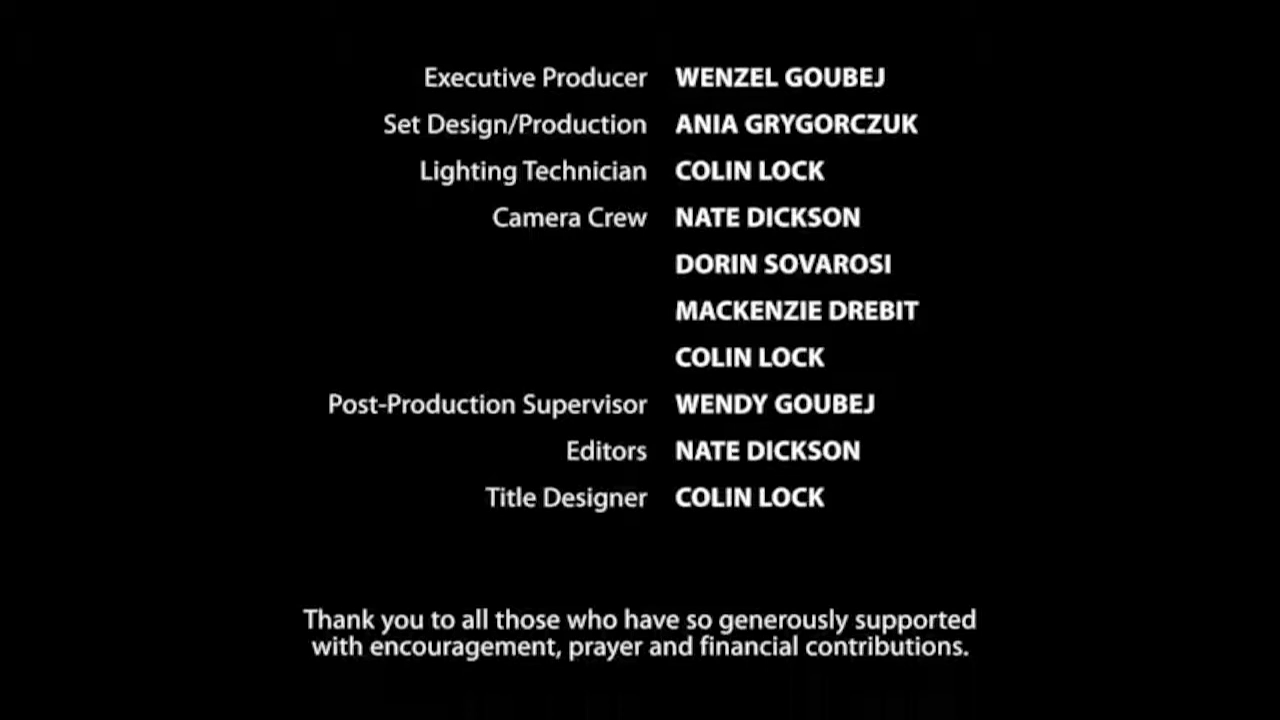 Executive Producer WENZEL GOUBEJ
Set Design/Production ANIA GRYGORCZUK
Lighting Technician COLIN LOCK
Camera Crew NATE DICKSON
DORIN SOVAROSI
MACKENZIE DREBIT
COLIN LOCK
Post-Production Supervisor WENDY GOUBEJ
Editors NATE DICKSON
Title Designer COLIN LOCK
Thank you to all those who have so generously supported
with encouragement, prayer and financial contributions.